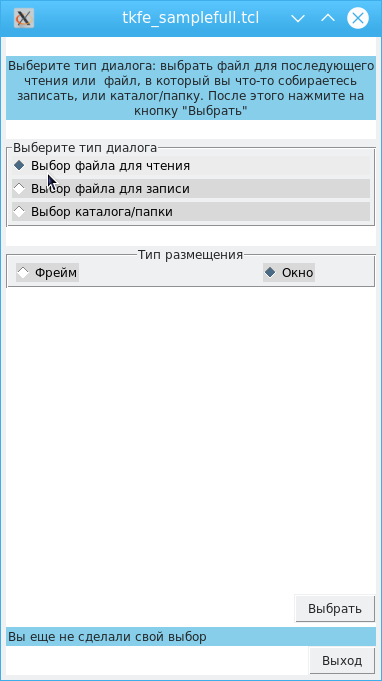 tkfe_samplefull.tcl
Выберите тип диалога: выбрать файл для последующего
чтения или  файл, в который вы что-то собираетесь
записать, или каталог/папку. После этого нажмите на
кнопку "Выбрать"
Выберите тип диалога
Выбор файла для чтения
Выбор файла для записи
Выбор каталога/папки
Тип размещения
Фрейм
Окно
Выбрать
Вы еще не сделали свой выбор
Выход